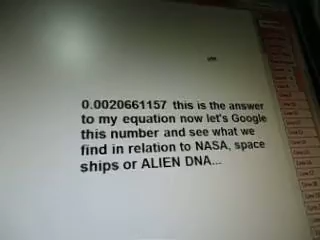 0.0020661157 this is the answer
to my equation now let's Google
this number and see what we
find in relation to NASA, space
ships or ALIEN DNA...